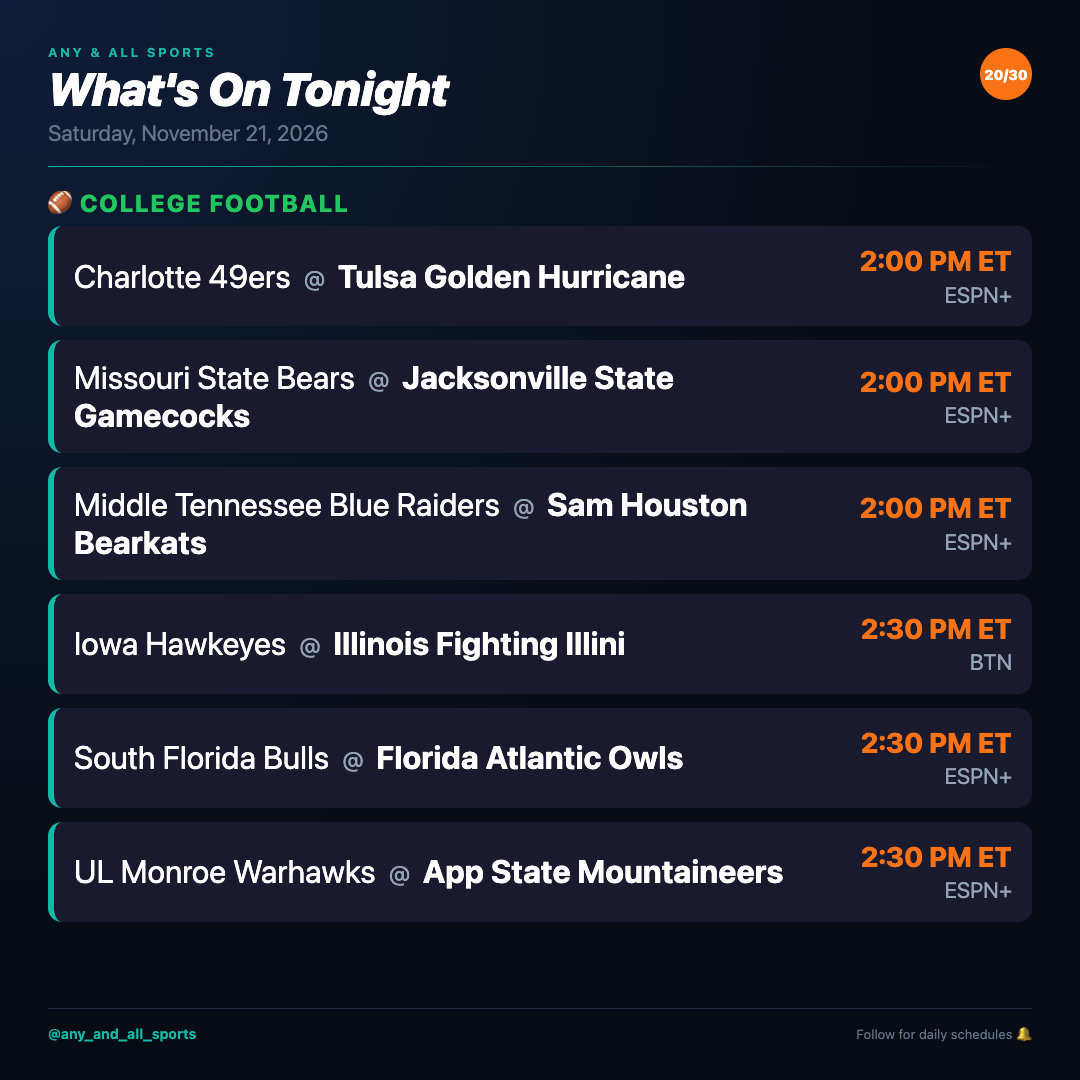 ANY & ALL SPORTS
What's On Tonight
Saturday, November 21, 2026
20/30
🏈 COLLEGE FOOTBALL
Charlotte 49ers @ Tulsa Golden Hurricane
2:00 PM ET
ESPN+
Missouri State Bears @ Jacksonville State
Gamecocks
2:00 PM ET
ESPN+
Middle Tennessee Blue Raiders @ Sam Houston
Bearkats
2:00 PM ET
ESPN+
Iowa Hawkeyes @ Illinois Fighting Illini
2:30 PM ET
BTN
South Florida Bulls @ Florida Atlantic Owls
2:30 PM ET
ESPN+
UL Monroe Warhawks @ App State Mountaineers
2:30 PM ET
ESPN+
@any_and_all_sports
Follow for daily schedules 🔔